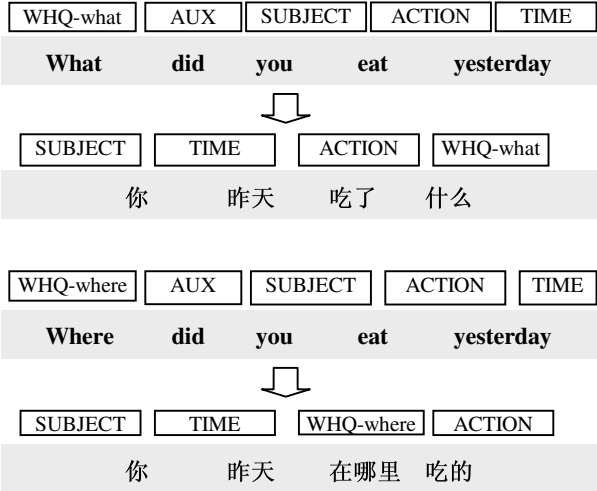 WHQ-what AUX SUBJECT ACTION TIME
What did you eat yesterday
SUBJECT TIME ACTION WHQ-what
你 昨天 吃了 什么
WHQ-where AUX SUBJECT ACTION TIME
Where did you eat yesterday
SUBJECT TIME WHQ-where ACTION
你 昨天 在哪里 吃的